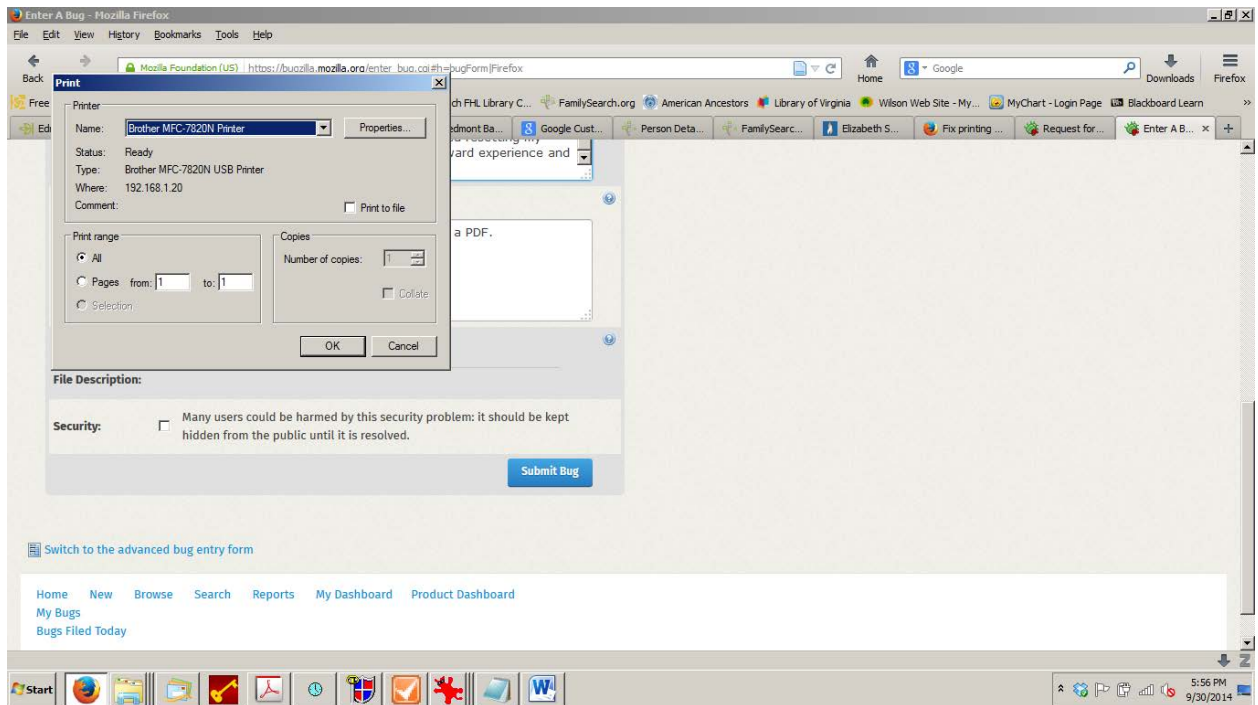 Enter A Bug - Mozilla Firefox
File Edit View History Bookmarks Tools Help
Back
Mozilla Foundation (US) https://bugzilla.mozilla.org/enter_bug.cgi#h=bugForm|Firefox
Home
Google
Downloads
Firefox
Free
ch FHL Library C... FamilySearch.org American Ancestors Library of Virginia Wilson Web Site - My... MyChart - Login Page Blackboard Learn »
Ed
edmont Ba... Google Cust... Person Deta... FamilySearc... Elizabeth S... Fix printing ... Request for... Enter A B... × +
Print
Printer
Name: Brother MFC-7820N Printer Properties...
Status: Ready
Type: Brother MFC-7820N USB Printer
Where: 192.168.1.20
Comment:
Print to file
Print range
All
Pages from: 1 to: 1
Selection
Copies
Number of copies: 1
Collate
OK Cancel
ward experience and
a PDF.
File Description:
Security: Many users could be harmed by this security problem: it should be kept
hidden from the public until it is resolved.
Submit Bug
Switch to the advanced bug entry form
Home New Browse Search Reports My Dashboard Product Dashboard
My Bugs
Bugs Filed Today
Start
5:56 PM
9/30/2014